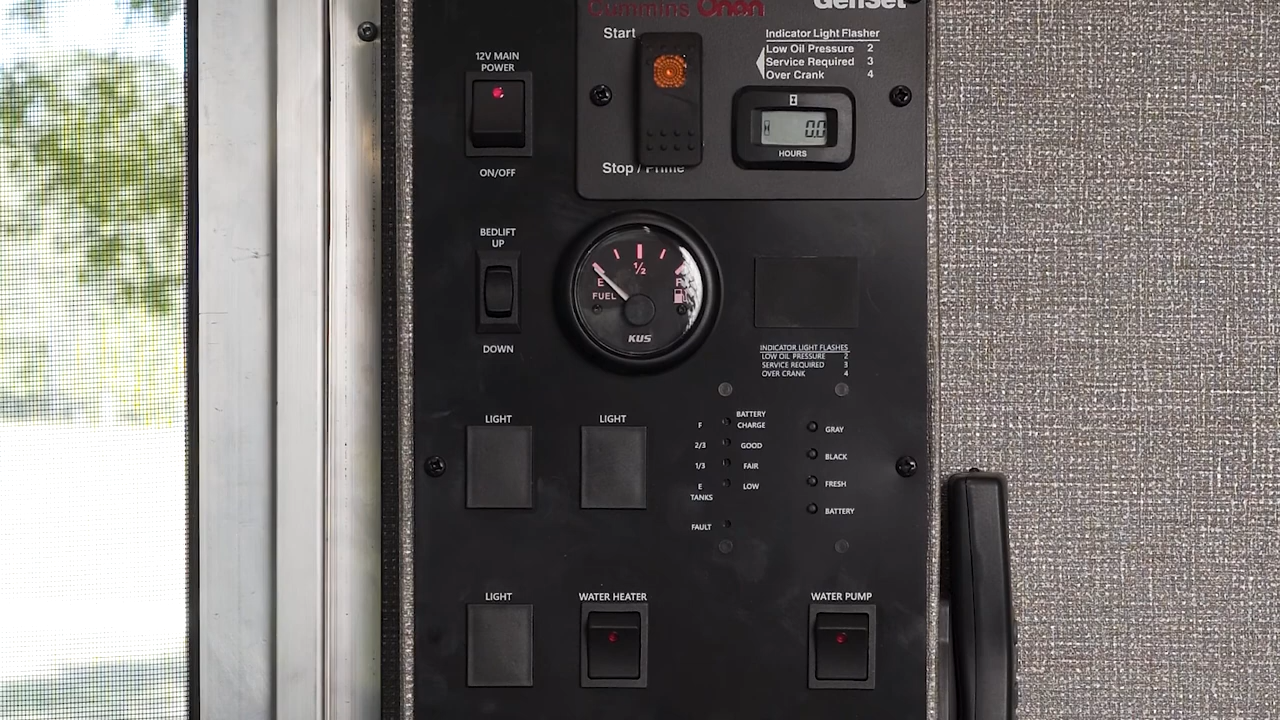 Cummins Onan
GenSet
Start
Indicator Light Flasher
Low Oil Pressure 2
Service Required 3
Over Crank 4
12V MAIN
POWER
ON/OFF
0.0
HOURS
Stop / Prime
BEDLIFT
UP
DOWN
1/2
E
F
FUEL
KUS
INDICATOR LIGHT FLASHES
LOW OIL PRESSURE 2
SERVICE REQUIRED 3
OVER CRANK 4
LIGHT
LIGHT
BATTERY
F CHARGE
2/3 GOOD
1/3 FAIR
E LOW
TANKS
FAULT
GRAY
BLACK
FRESH
BATTERY
LIGHT
WATER HEATER
WATER PUMP